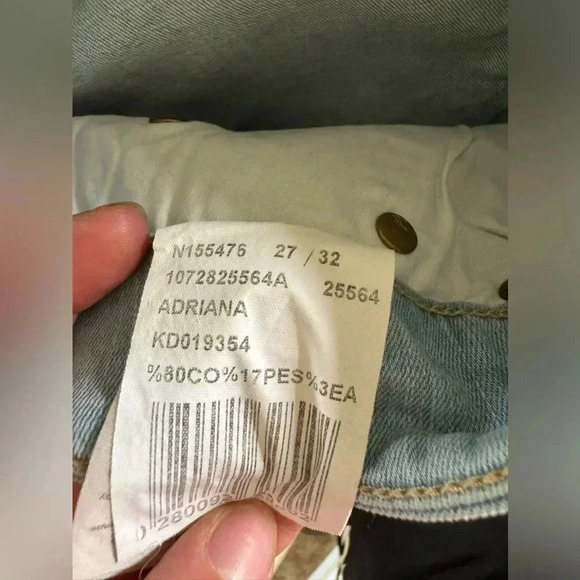 N155476 27 / 32
1072825564A 25564
ADRIANA
KD019354
%80CO%17PES%3EA